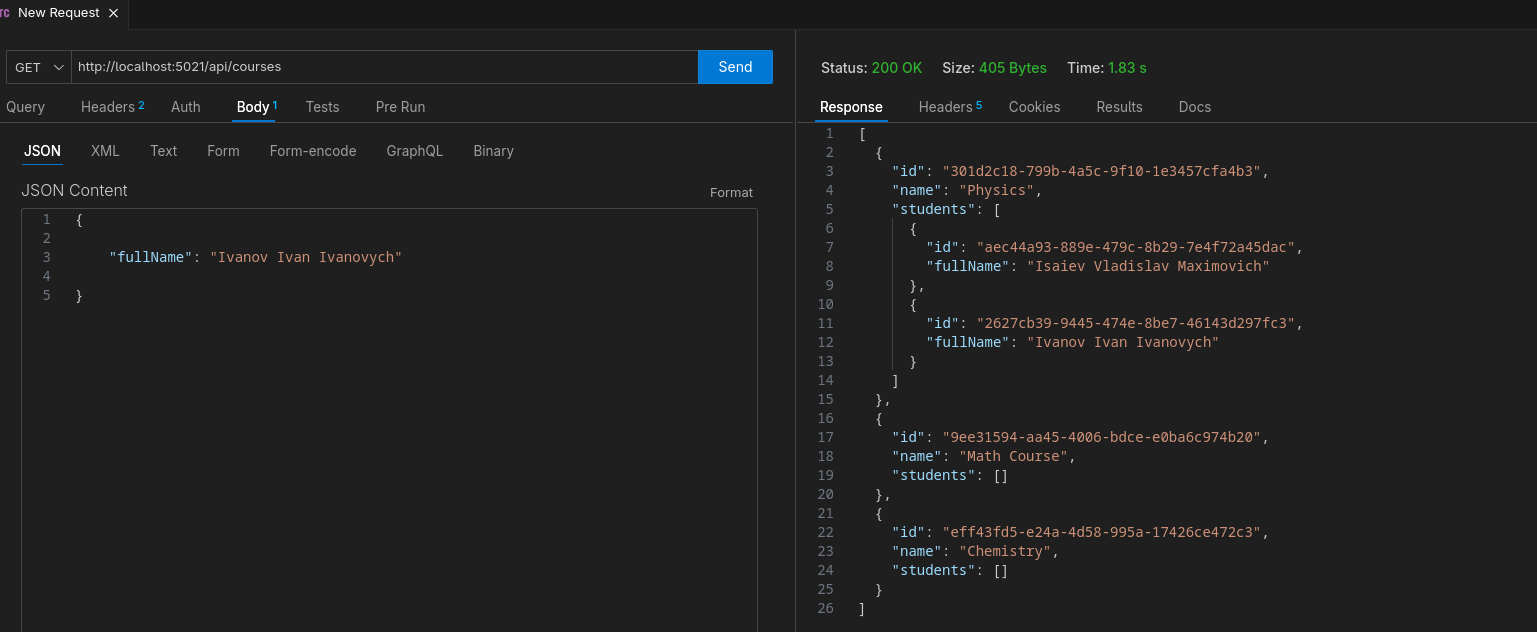 TC New Request
GET http://localhost:5021/api/courses Send
Query Headers 2 Auth Body 1 Tests Pre Run
JSON XML Text Form Form-encode GraphQL Binary
JSON Content Format
1 {
2
3 "fullName": "Ivanov Ivan Ivanovych"
4
5 }
Status: 200 OK Size: 405 Bytes Time: 1.83 s
Response Headers 5 Cookies Results Docs
1 [
2 {
3 "id": "301d2c18-799b-4a5c-9f10-1e3457cfa4b3",
4 "name": "Physics",
5 "students": [
6 {
7 "id": "aec44a93-889e-479c-8b29-7e4f72a45dac",
8 "fullName": "Isaiev Vladislav Maximovich"
9 },
10 {
11 "id": "2627cb39-9445-474e-8be7-46143d297fc3",
12 "fullName": "Ivanov Ivan Ivanovych"
13 }
14 ]
15 },
16 {
17 "id": "9ee31594-aa45-4006-bdce-e0ba6c974b20",
18 "name": "Math Course",
19 "students": []
20 },
21 {
22 "id": "eff43fd5-e24a-4d58-995a-17426ce472c3",
23 "name": "Chemistry",
24 "students": []
25 }
26 ]